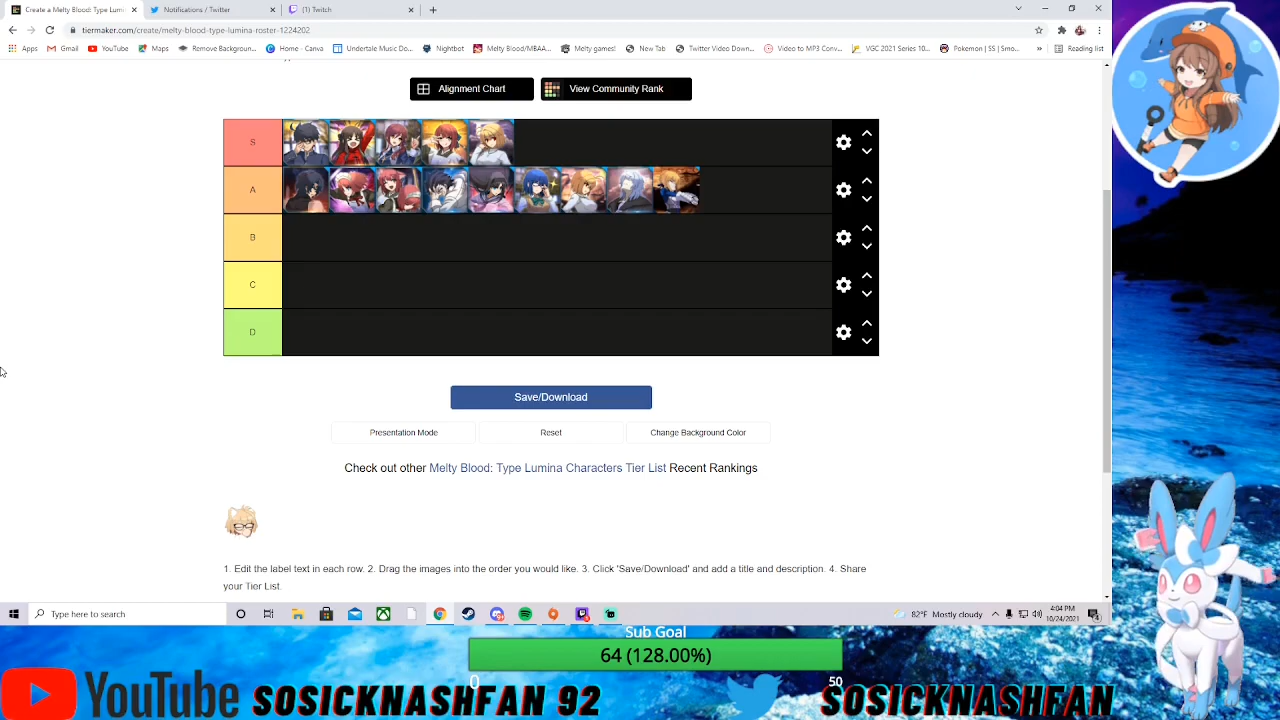 Create a Melty Blood: Type Lumin
Notifications / Twitter
(1) Twitch
tiermaker.com/create/melty-blood-type-lumina-roster-1224202
Apps Gmail YouTube Maps Remove Backgroun... Home - Canva Undertale Music Do... Nightbot Melty Blood/MBAA... Melty games! New Tab Twitter Video Down... Video to MP3 Conv... VGC 2021 Series 10... Pokemon | SS | Smo... » Reading list
Alignment Chart View Community Rank
S
A
B
C
D
Save/Download
Presentation Mode Reset Change Background Color
Check out other Melty Blood: Type Lumina Characters Tier List Recent Rankings
1. Edit the label text in each row. 2. Drag the images into the order you would like. 3. Click 'Save/Download' and add a title and description. 4. Share
your Tier List.
Type here to search
82°F Mostly cloudy
4:04 PM
10/24/2021
Sub Goal
64 (128.00%)
0 50
YouTube SOSICKNASHFAN 92 SOSICKNASHFAN